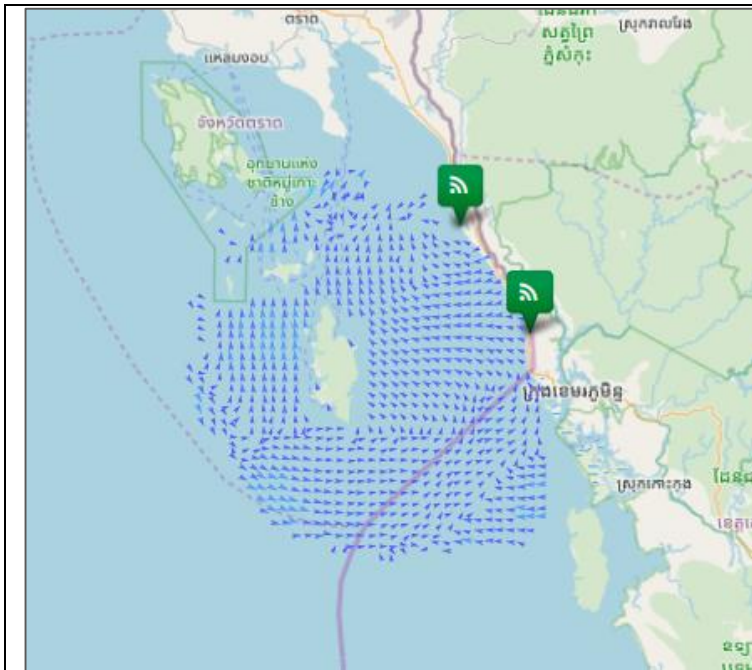 ตราด
ស្រុករាលវែង
សត្វព្រៃ
ភ្នំសំកុះ
แหลมงอบ
จังหวัดตราด
อุทยานแห่ง
ชาติหมู่เกาะ
ช้าง
ក្រុងខេមរភូមិន្ទ
ស្រុកកោះកុង